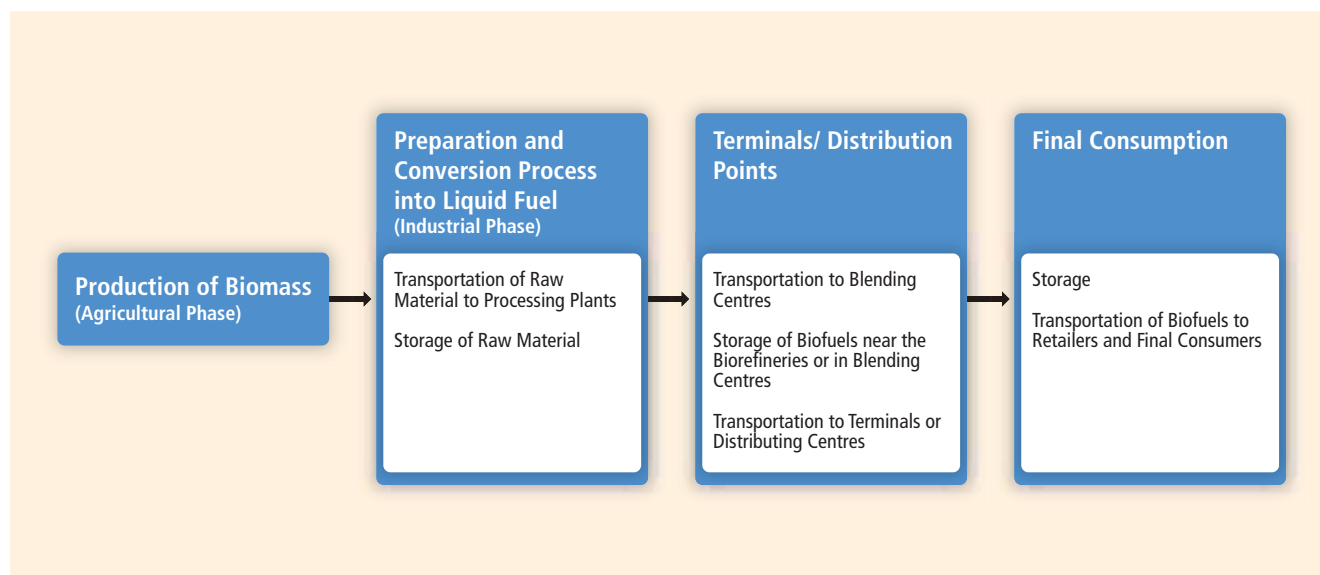 Production of Biomass
(Agricultural Phase)
Preparation and
Conversion Process
into Liquid Fuel
(Industrial Phase)
Transportation of Raw
Material to Processing Plants
Storage of Raw Material
Terminals/ Distribution
Points
Transportation to Blending
Centres
Storage of Biofuels near the
Biorefineries or in Blending
Centres
Transportation to Terminals or
Distributing Centres
Final Consumption
Storage
Transportation of Biofuels to
Retailers and Final Consumers